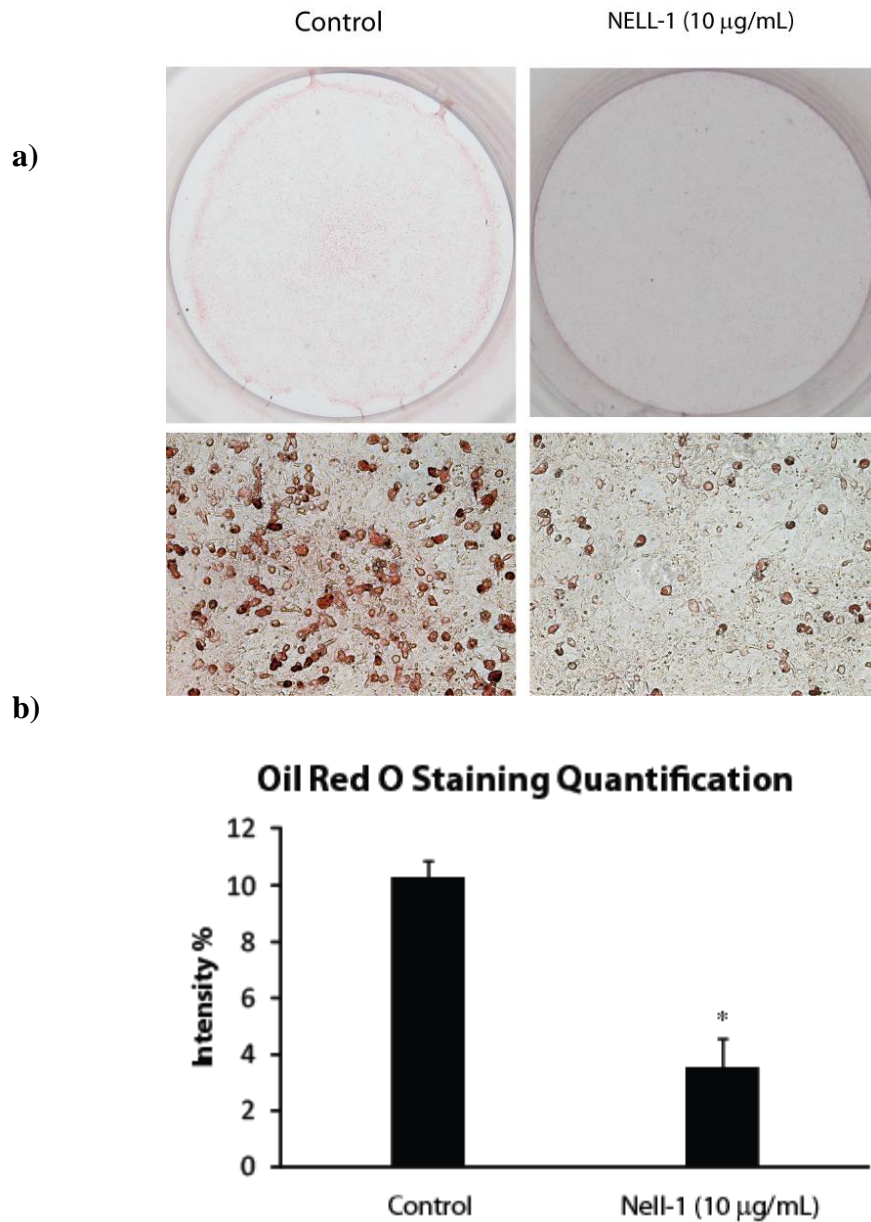 Control
NELL-1 (10 μg/mL)
a)
b)
Oil Red O Staining Quantification
12
10
8
6
4
2
0
Intensity %
*
Control
Nell-1 (10 μg/mL)